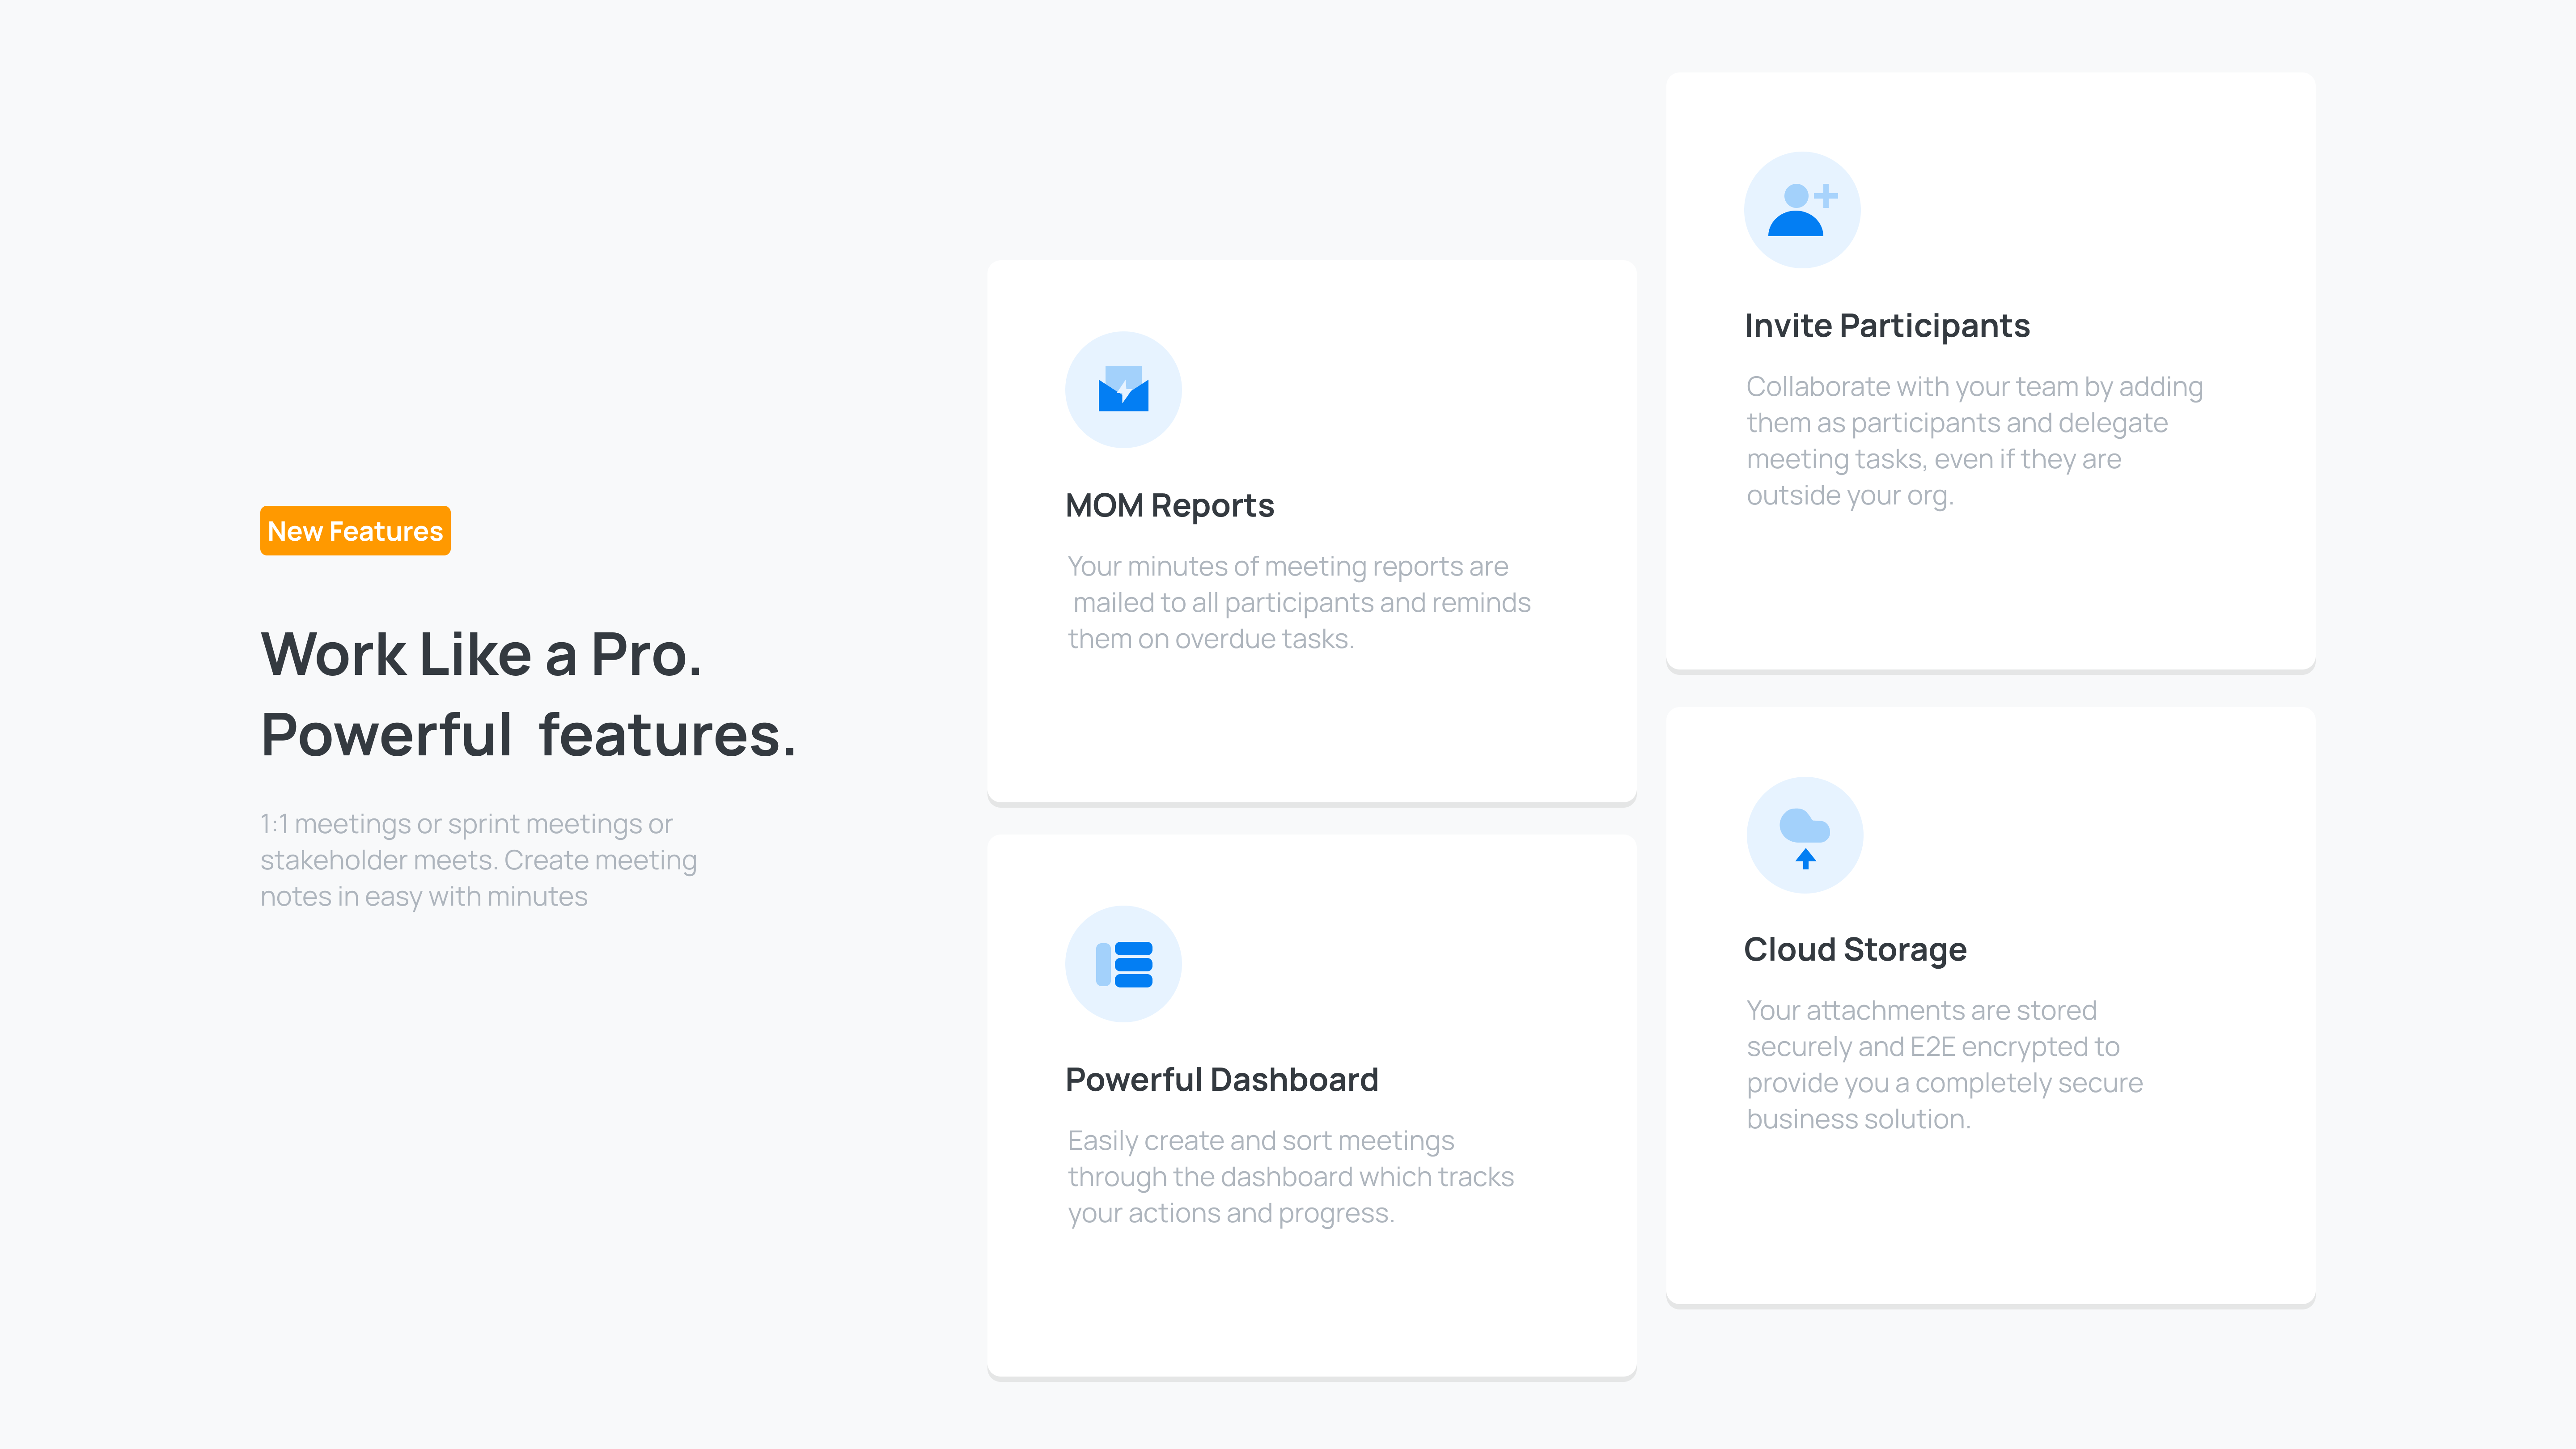 New Features
Work Like a Pro.
Powerful  features.
1:1 meetings or sprint meetings or
stakeholder meets. Create meeting
notes in easy with minutes
MOM Reports
Your minutes of meeting reports are
mailed to all participants and reminds
them on overdue tasks.
Powerful Dashboard
Easily create and sort meetings
through the dashboard which tracks
your actions and progress.
Invite Participants
Collaborate with your team by adding
them as participants and delegate
meeting tasks, even if they are
outside your org.
Cloud Storage
Your attachments are stored
securely and E2E encrypted to
provide you a completely secure
business solution.